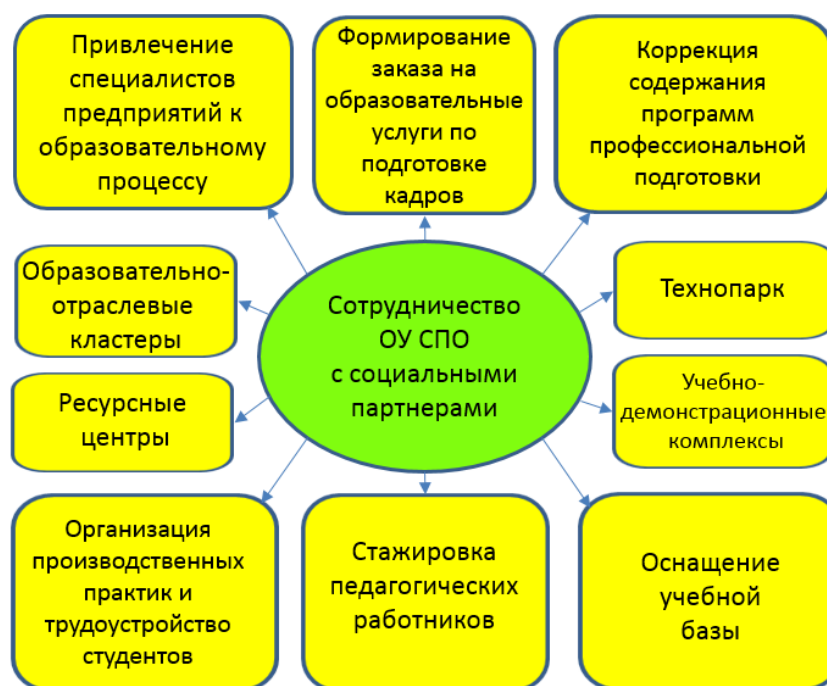 Привлечение
специалистов
предприятий к
образовательному
процессу
Формирование
заказа на
образовательные
услуги по
подготовке
кадров
Коррекция
содержания
программ
профессиональной
подготовки
Образовательно-
отраслевые
кластеры
Сотрудничество
ОУ СПО
с социальными
партнерами
Технопарк
Ресурсные
центры
Учебно-
демонстрационные
комплексы
Организация
производственных
практик и
трудоустройство
студентов
Стажировка
педагогических
работников
Оснащение
учебной
базы